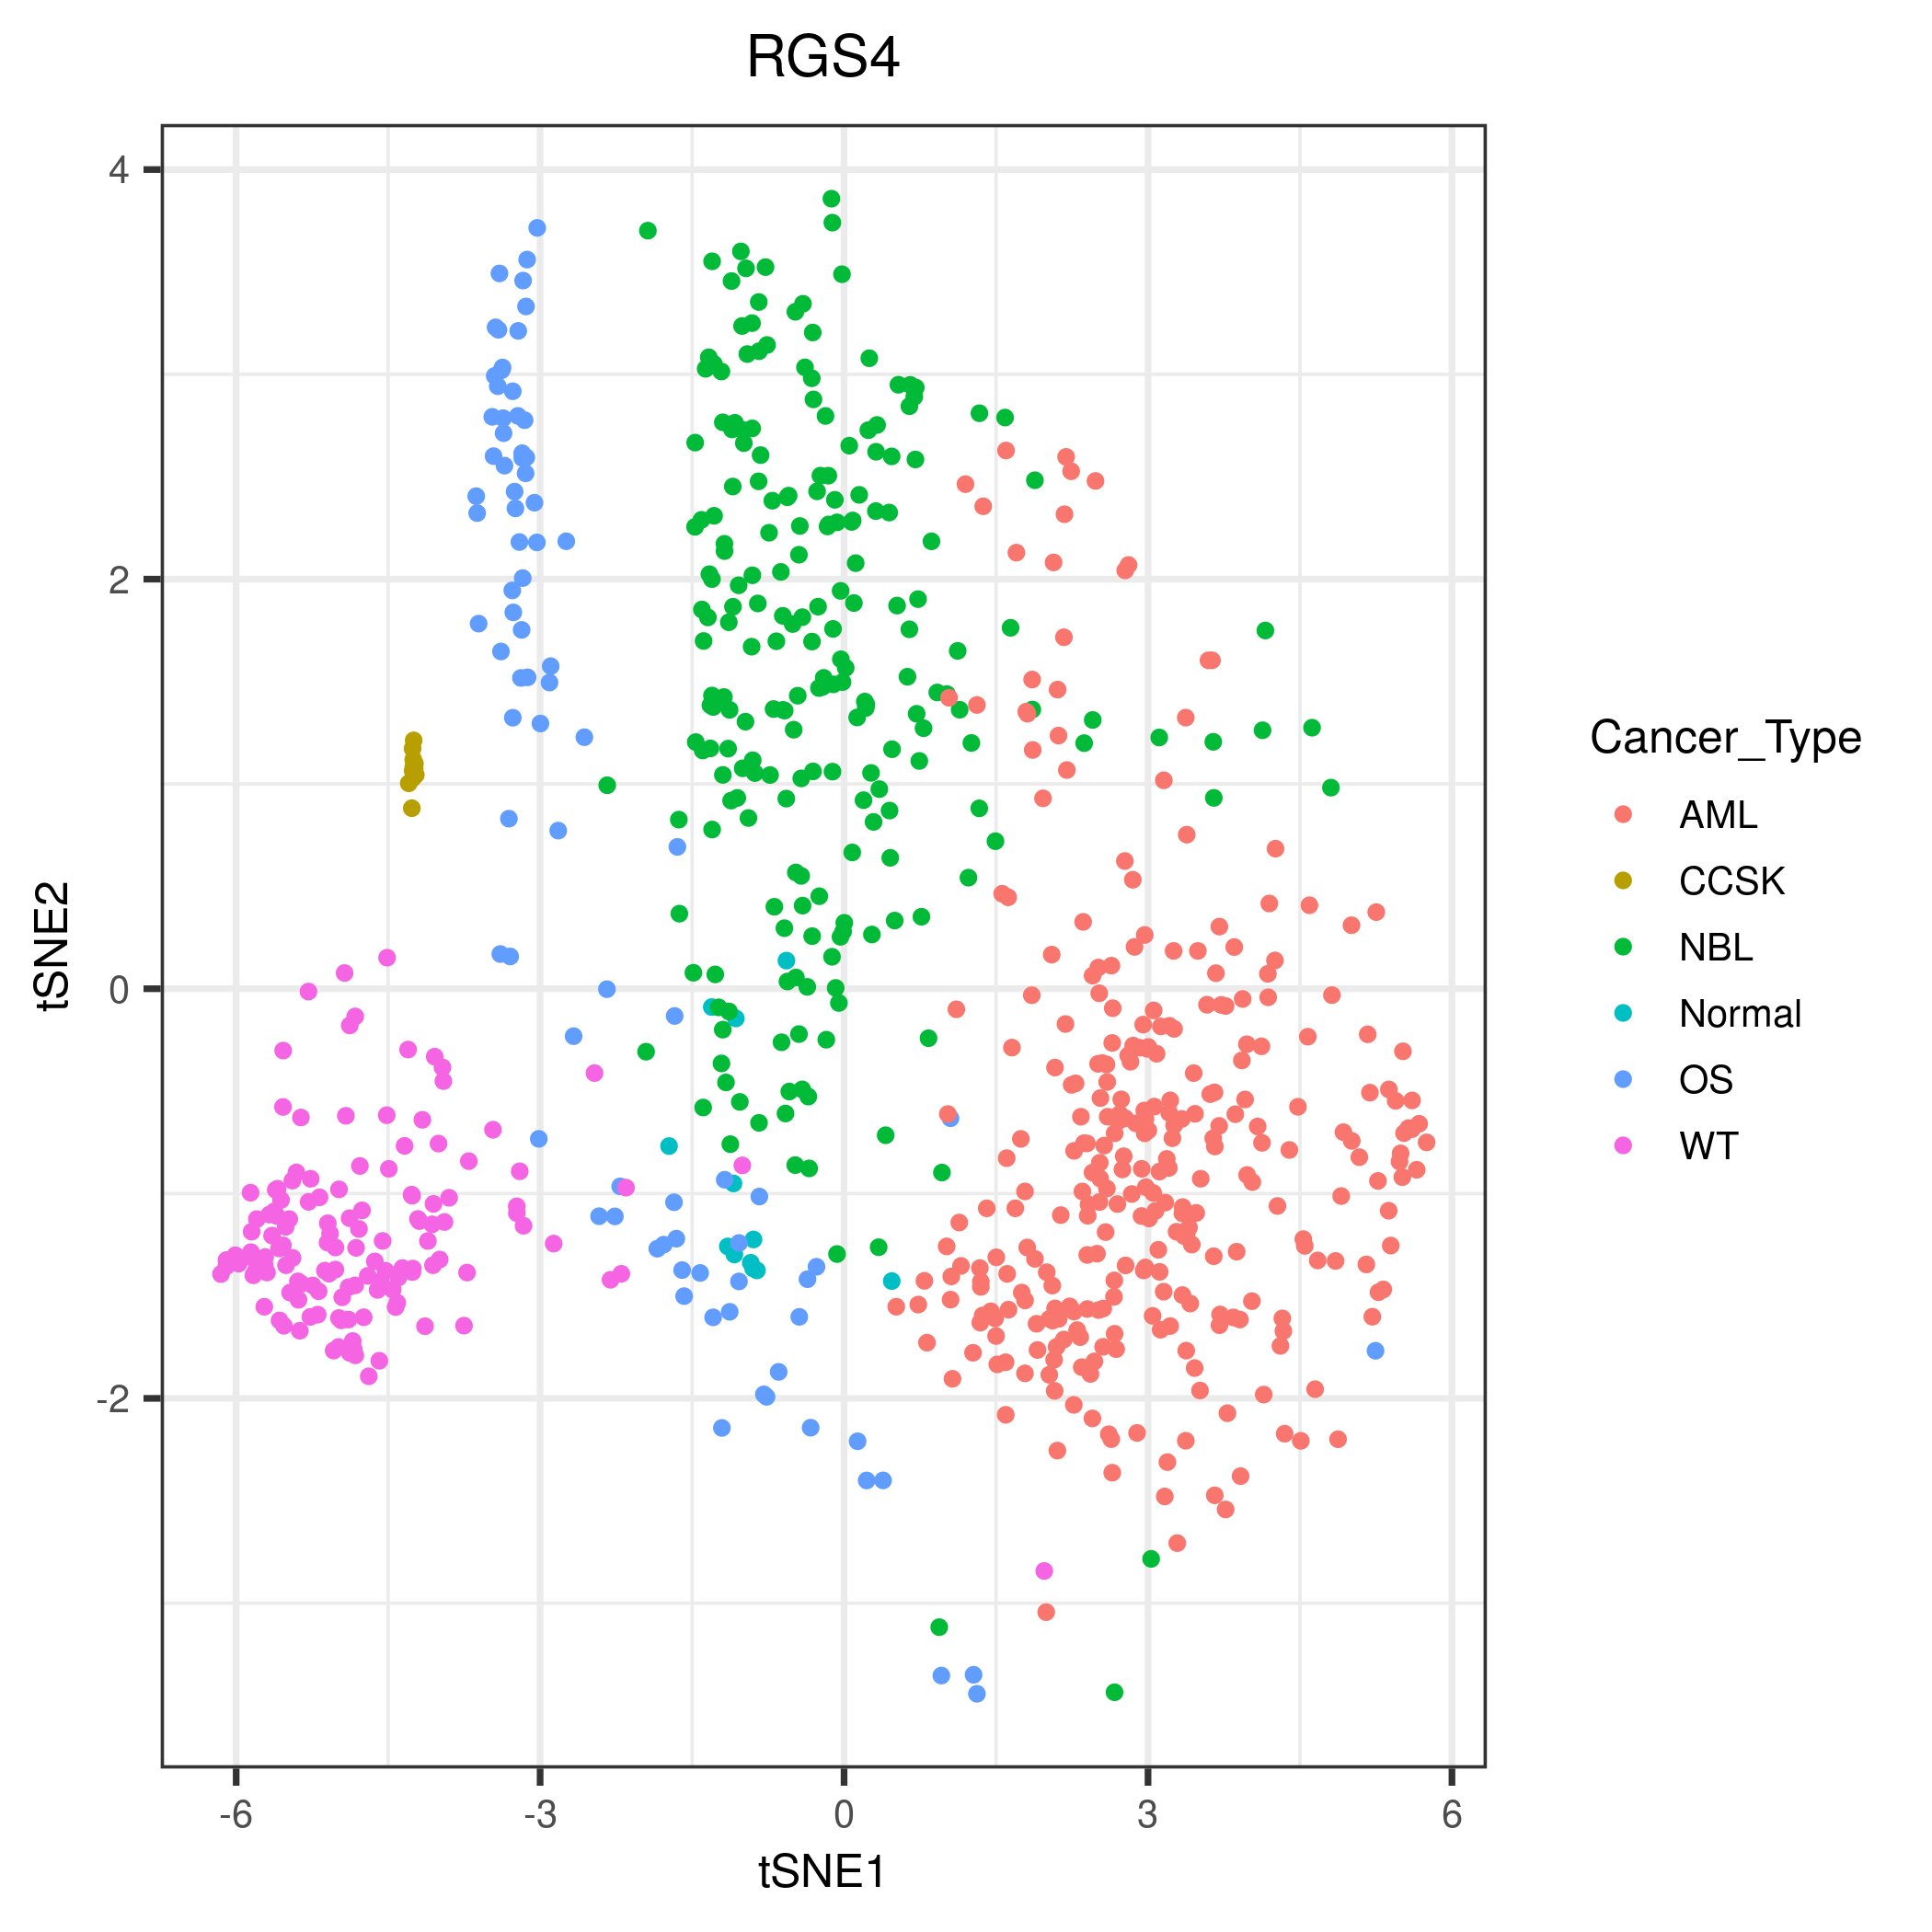 RGS4
4
2
0
-2
tSNE2
-6
-3
0
3
6
tSNE1
Cancer_Type
AML
CCSK
NBL
Normal
OS
WT